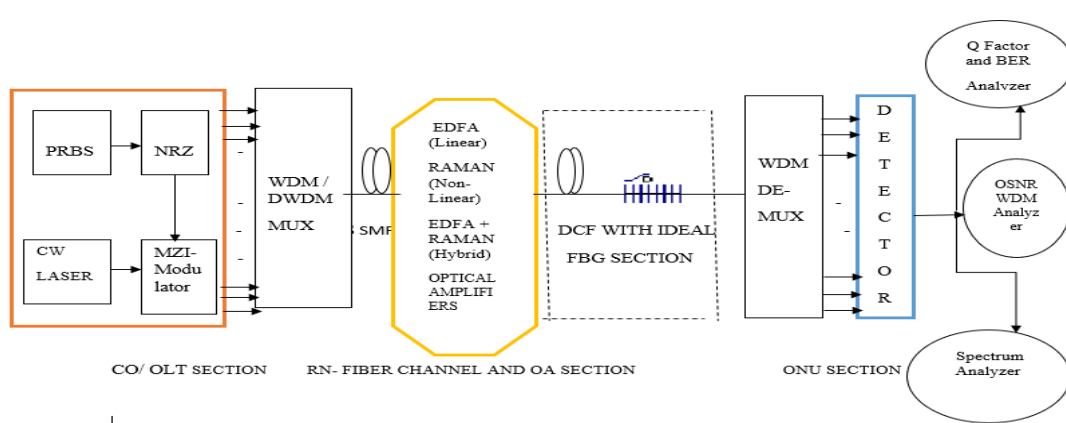 PRBS
NRZ
CW
LASER
MZI-
Modu
lator
CO/ OLT SECTION
WDM /
DWDM
MUX
SMF
EDFA
(Linear)
RAMAN
(Non-
Linear)
EDFA +
RAMAN
(Hybrid)
OPTICAL
AMPLIFI
ERS
RN- FIBER CHANNEL AND OA SECTION
DCF WITH IDEAL
FBG SECTION
WDM
DE-
MUX
D
E
T
E
C
T
O
R
ONU SECTION
Q Factor
and BER
Analyzer
OSNR
WDM
Analyz
er
Spectrum
Analyzer